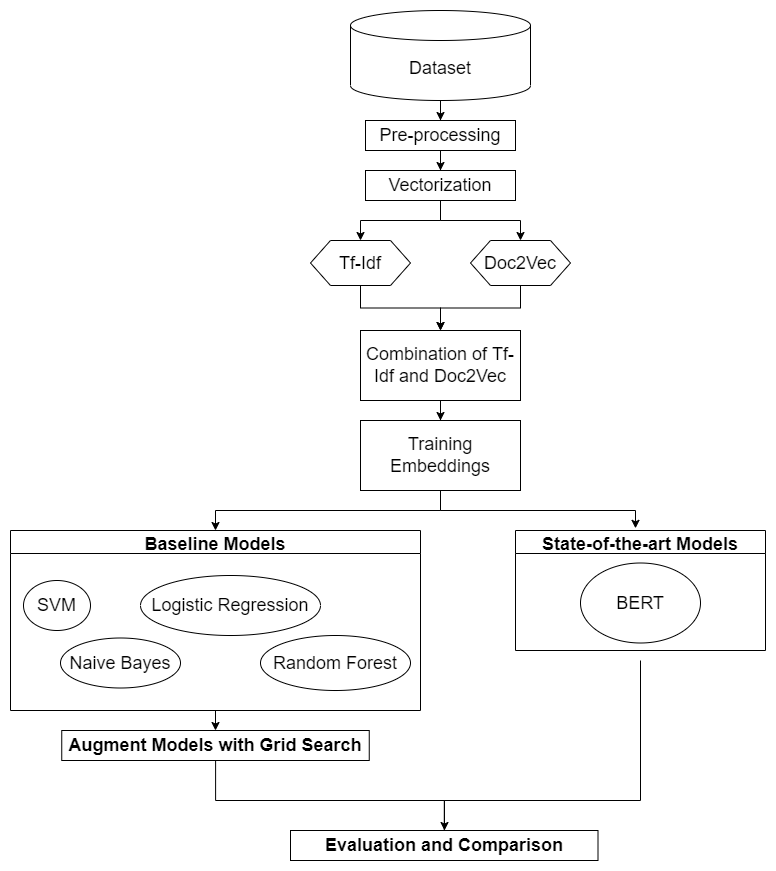 Dataset
Pre-processing
Vectorization
Tf-Idf
Doc2Vec
Combination of Tf-
Idf and Doc2Vec
Training
Embeddings
Baseline Models
State-of-the-art Models
SVM
Logistic Regression
BERT
Naive Bayes
Random Forest
Augment Models with Grid Search
Evaluation and Comparison